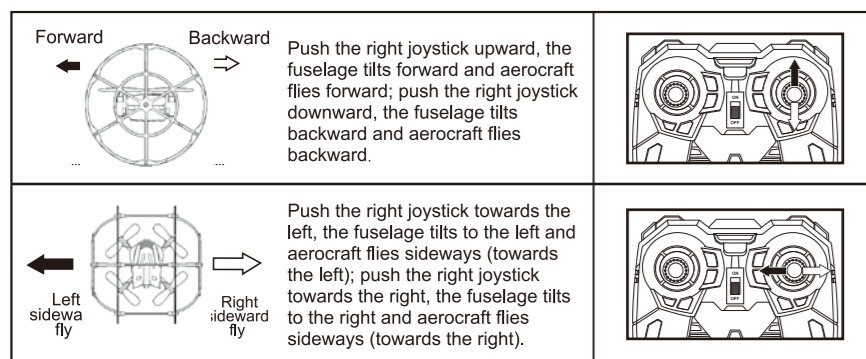 Forward
Backward
Push the right joystick upward, the
fuselage tilts forward and aerocraft
flies forward; push the right joystick
downward, the fuselage tilts
backward and aerocraft flies
backward.
...
...
ON
OFF
Left
sidewa
fly
Right
sideward
fly
Push the right joystick towards the
left, the fuselage tilts to the left and
aerocraft flies sideways (towards
the left); push the right joystick
towards the right, the fuselage tilts
to the right and aerocraft flies
sideways (towards the right).
ON
OFF